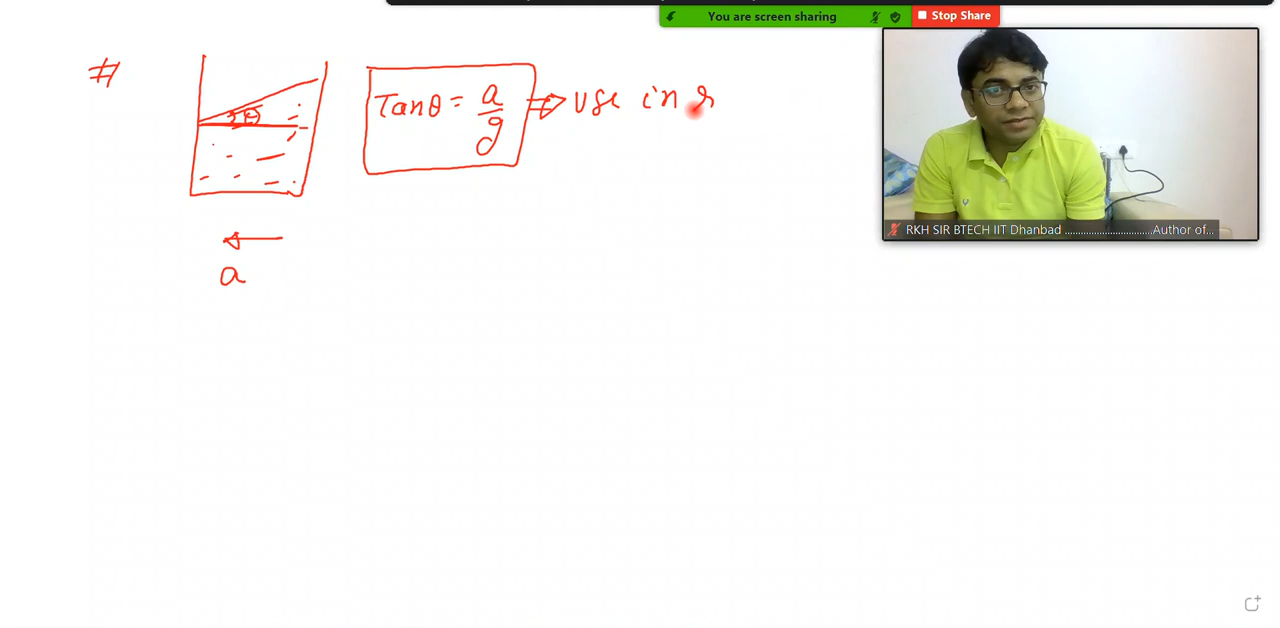 You are screen sharing
Stop Share
#
θ
Tanθ = a/g ⇒ use in
a
RKH SIR BTECH IIT Dhanbad ................................Author of...